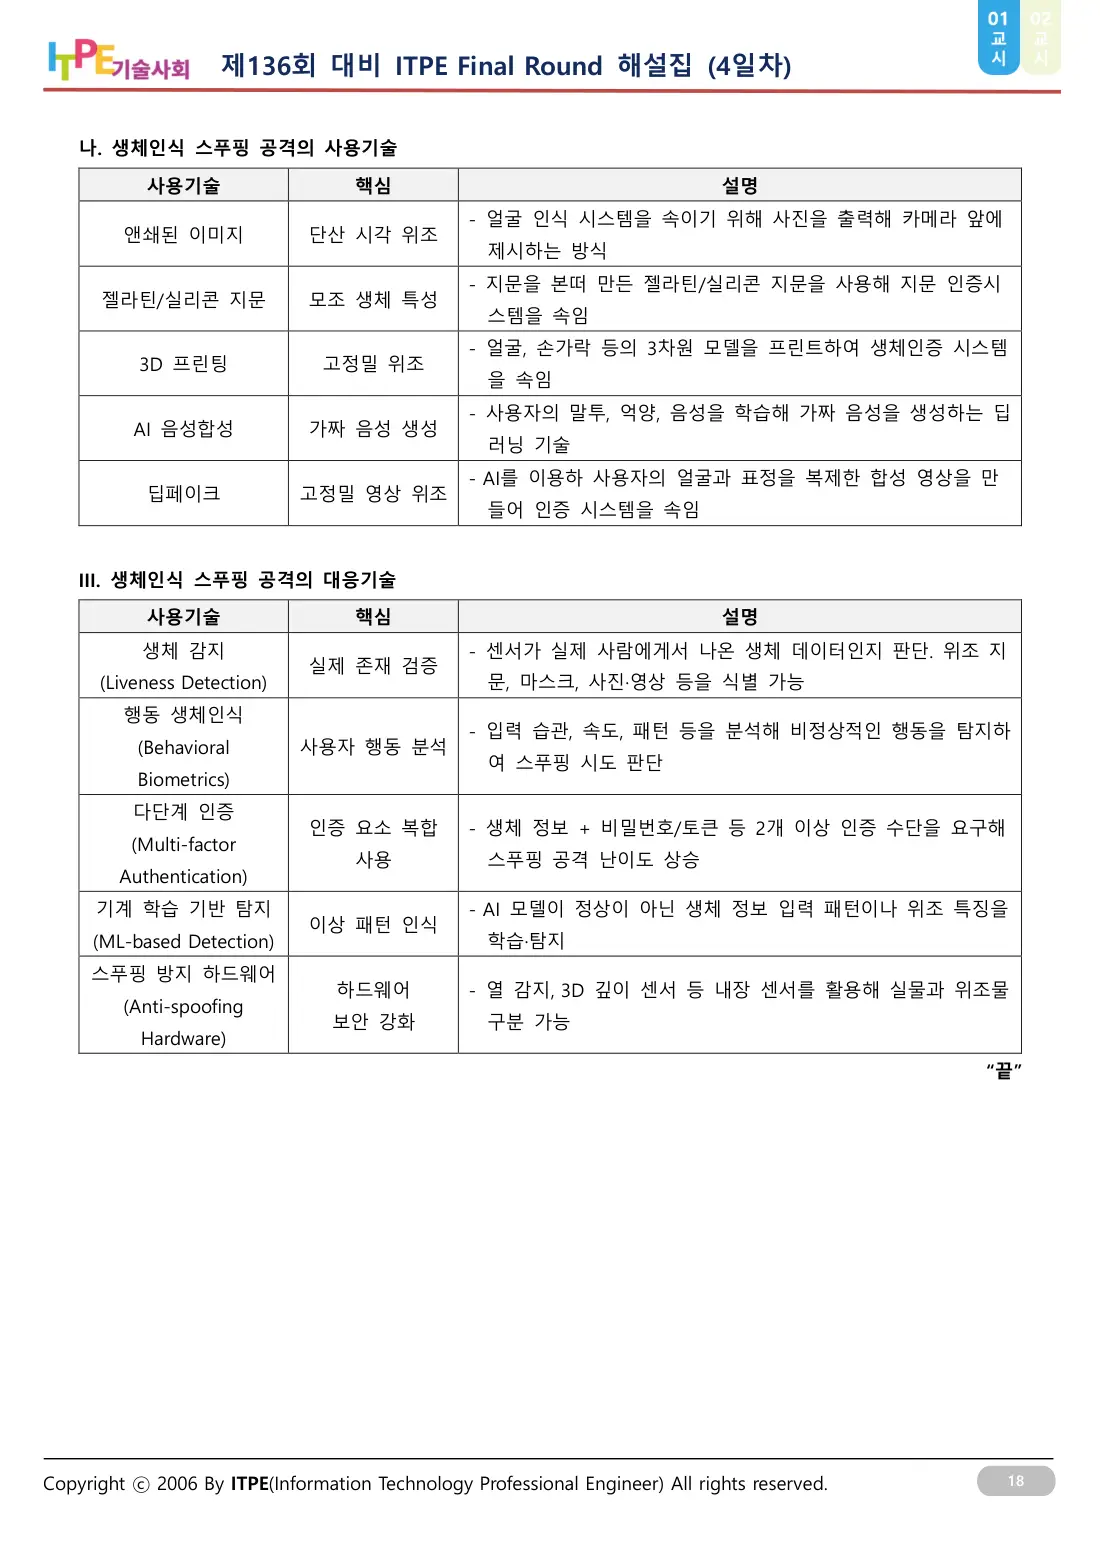 ITPE기술사회 제136회 대비 ITPE Final Round 해설집 (4일차)
01
교
시
02
교
시
나. 생체인식 스푸핑 공격의 사용기술
사용기술 핵심 설명
앤쇄된 이미지 단산 시각 위조 - 얼굴 인식 시스템을 속이기 위해 사진을 출력해 카메라 앞에
제시하는 방식
젤라틴/실리콘 지문 모조 생체 특성 - 지문을 본떠 만든 젤라틴/실리콘 지문을 사용해 지문 인증시
스템을 속임
3D 프린팅 고정밀 위조 - 얼굴, 손가락 등의 3차원 모델을 프린트하여 생체인증 시스템
을 속임
AI 음성합성 가짜 음성 생성 - 사용자의 말투, 억양, 음성을 학습해 가짜 음성을 생성하는 딥
러닝 기술
딥페이크 고정밀 영상 위조 - AI를 이용하 사용자의 얼굴과 표정을 복제한 합성 영상을 만
들어 인증 시스템을 속임
III. 생체인식 스푸핑 공격의 대응기술
사용기술 핵심 설명
생체 감지
(Liveness Detection)
실제 존재 검증
- 센서가 실제 사람에게서 나온 생체 데이터인지 판단. 위조 지
문, 마스크, 사진·영상 등을 식별 가능
행동 생체인식
(Behavioral
Biometrics)
사용자 행동 분석
- 입력 습관, 속도, 패턴 등을 분석해 비정상적인 행동을 탐지하
여 스푸핑 시도 판단
다단계 인증
(Multi-factor
Authentication)
인증 요소 복합
사용
- 생체 정보 + 비밀번호/토큰 등 2개 이상 인증 수단을 요구해
스푸핑 공격 난이도 상승
기계 학습 기반 탐지
(ML-based Detection)
이상 패턴 인식
- AI 모델이 정상이 아닌 생체 정보 입력 패턴이나 위조 특징을
학습·탐지
스푸핑 방지 하드웨어
(Anti-spoofing
Hardware)
하드웨어
보안 강화
- 열 감지, 3D 깊이 센서 등 내장 센서를 활용해 실물과 위조물
구분 가능
“끝”
Copyright ⓒ 2006 By ITPE(Information Technology Professional Engineer) All rights reserved.
18